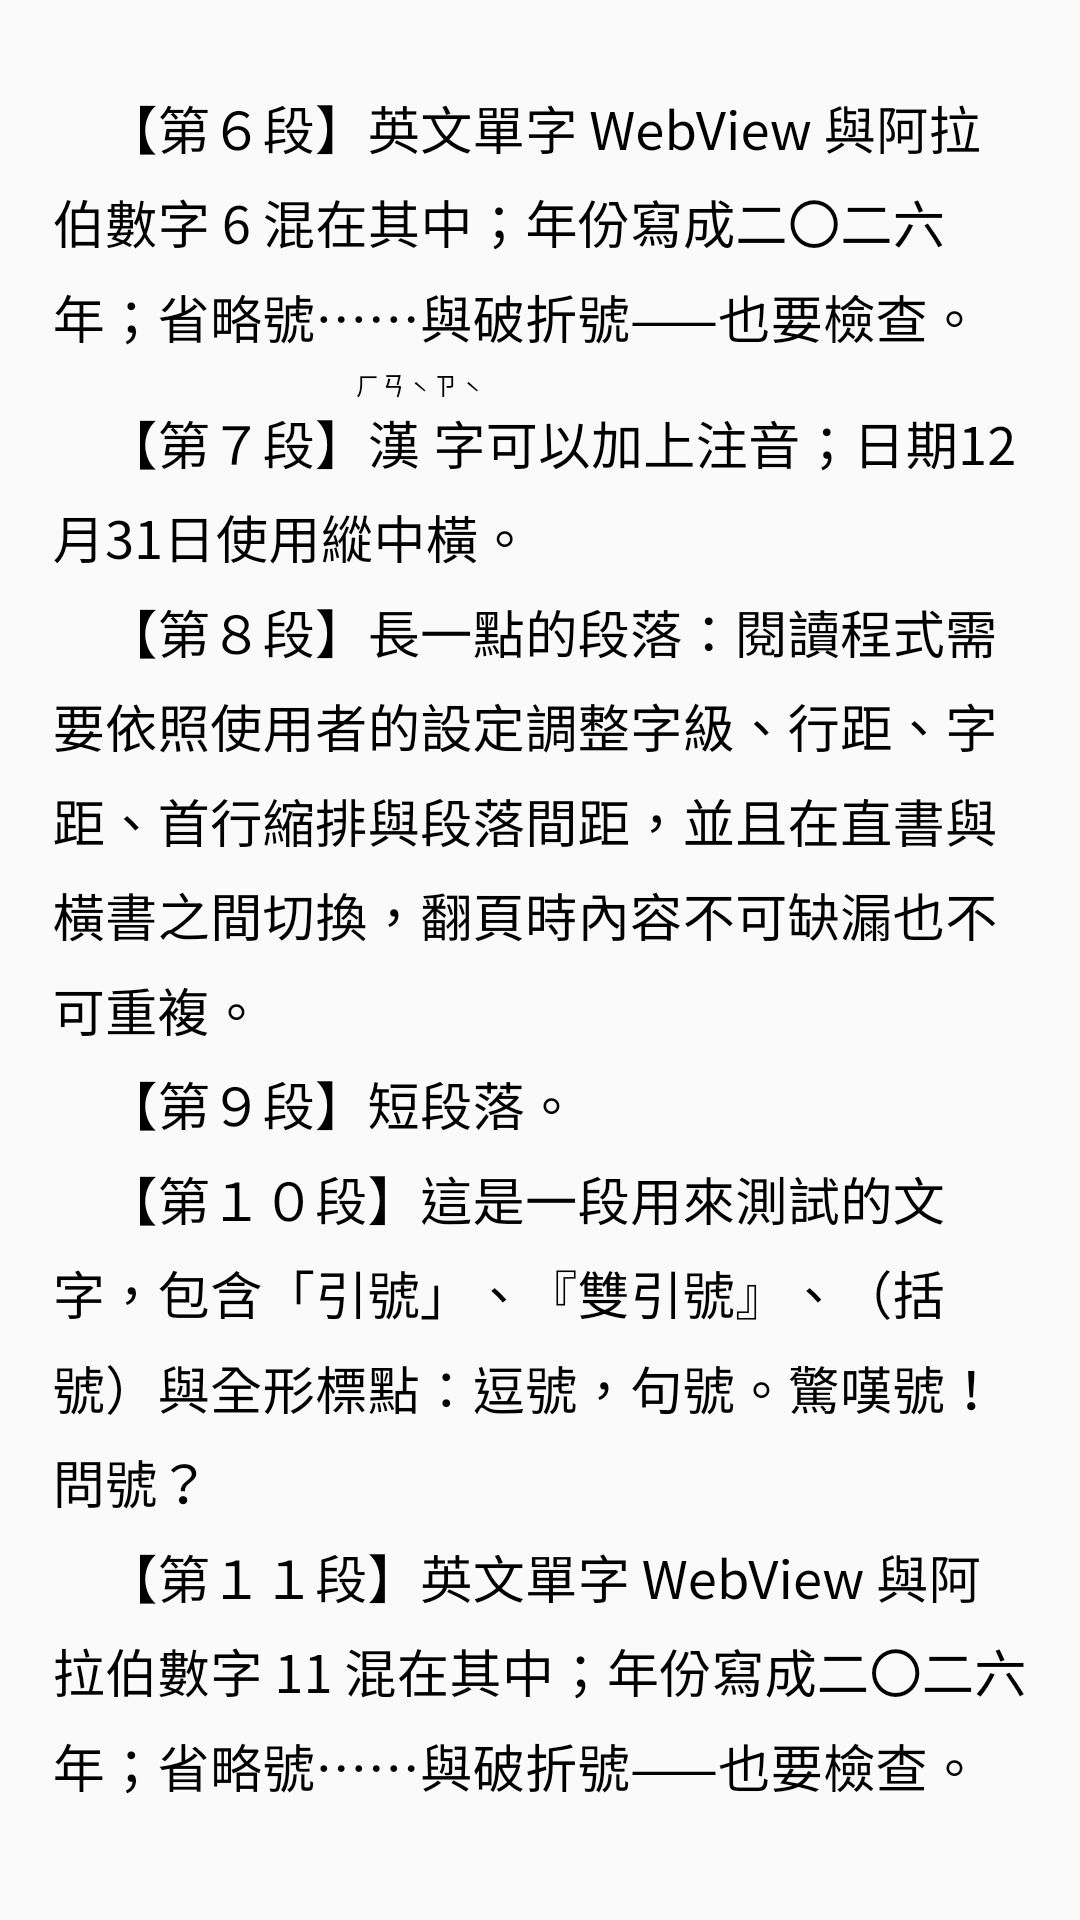 【第６段】英文單字 WebView 與阿拉
伯數字 6 混在其中；年份寫成二〇二六
年；省略號⋯⋯與破折號——也要檢查。
ㄏㄢˋㄗˋ
【第７段】漢字可以加上注音；日期12
月31日使用縱中橫。
【第８段】長一點的段落：閱讀程式需
要依照使用者的設定調整字級、行距、字
距、首行縮排與段落間距，並且在直書與
橫書之間切換，翻頁時內容不可缺漏也不
可重複。
【第９段】短段落。
【第１０段】這是一段用來測試的文
字，包含「引號」、『雙引號』、（括
號）與全形標點：逗號，句號。驚嘆號！
問號？
【第１１段】英文單字 WebView 與阿
拉伯數字 11 混在其中；年份寫成二〇二六
年；省略號⋯⋯與破折號——也要檢查。